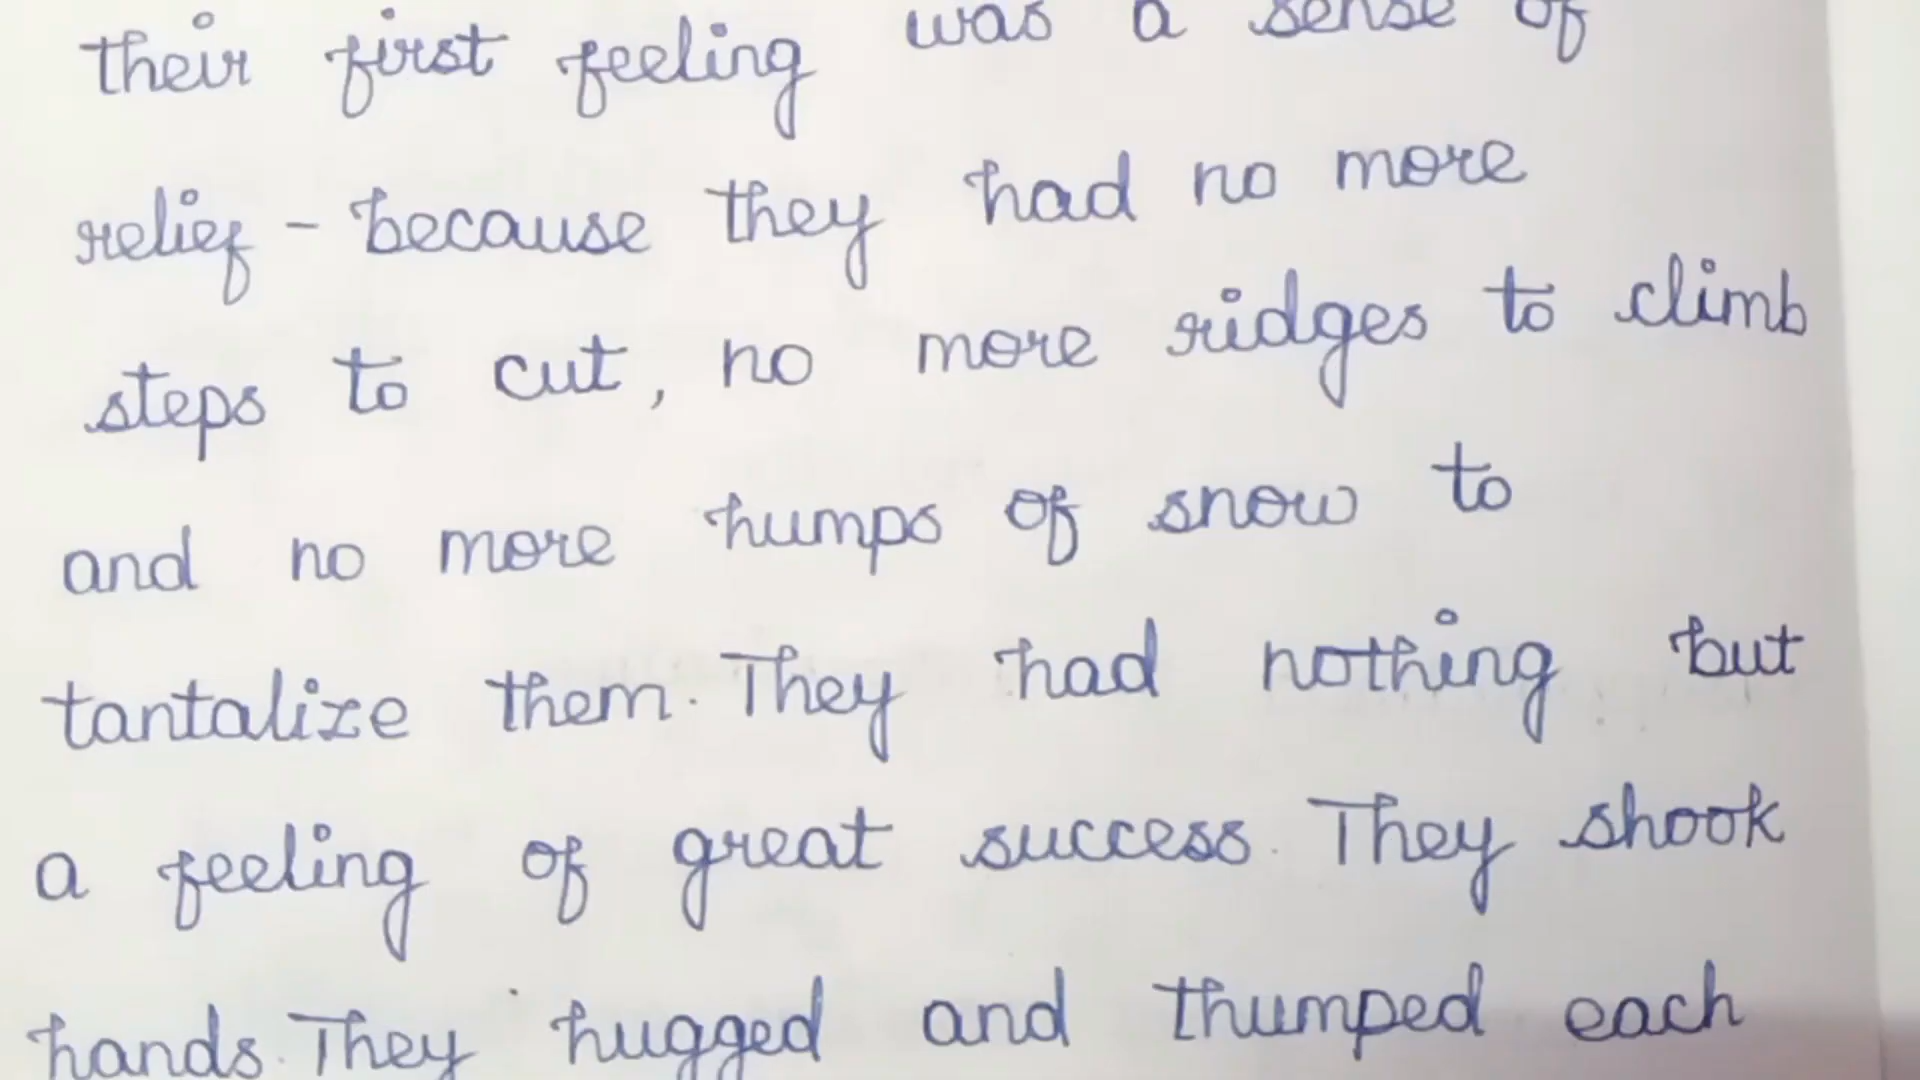 their first feeling was a sense of
relief - because they had no more
steps to cut, no more ridges to climb
and no more humps of snow to
tantalize them. They had nothing but
a feeling of great success. They shook
hands. They hugged and thumped each